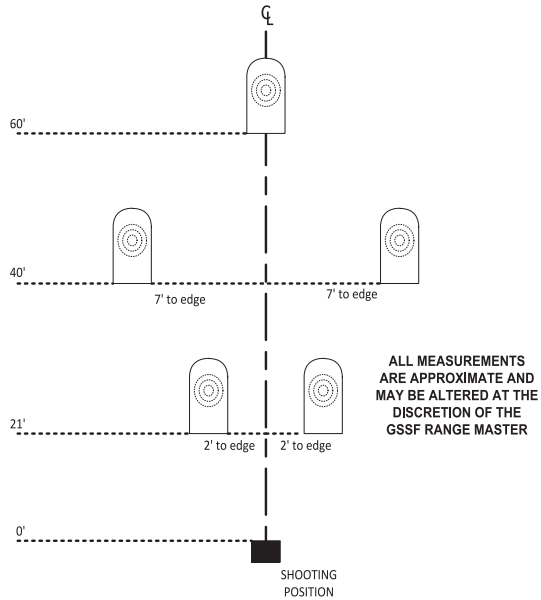 ℄
60'
40'
7' to edge
7' to edge
ALL MEASUREMENTS
ARE APPROXIMATE AND
MAY BE ALTERED AT THE
DISCRETION OF THE
GSSF RANGE MASTER
21'
2' to edge
2' to edge
0'
SHOOTING
POSITION